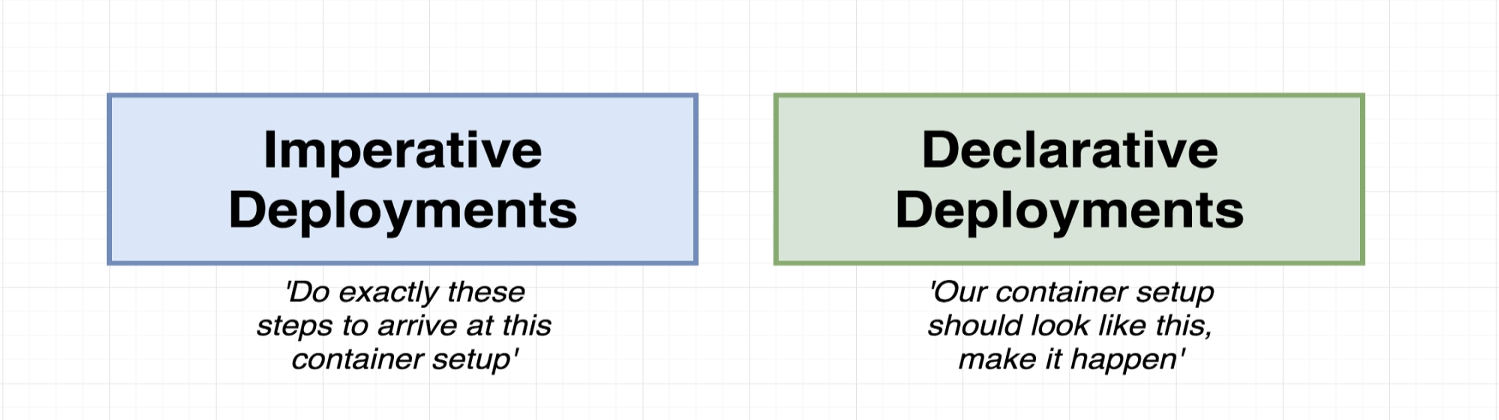 Imperative
Deployments
'Do exactly these
steps to arrive at this
container setup'
Declarative
Deployments
'Our container setup
should look like this,
make it happen'